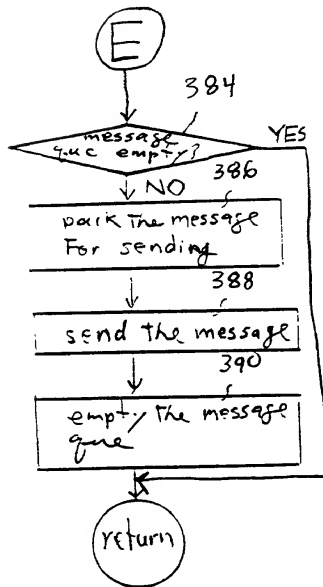 E
384
message
que empty?
YES
NO
386
pack the message
For sending
388
send the message
390
empty the message
que
return